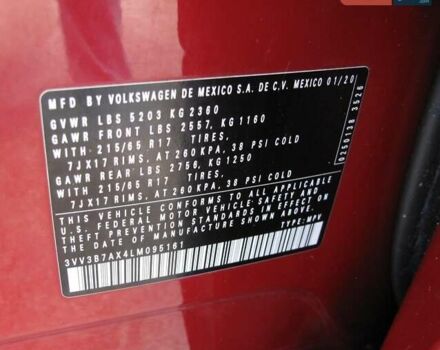 MFD BY VOLKSWAGEN DE MEXICO S.A. DE C.V. MEXICO 01/20
GVWR LBS 5203 KG 2360
GAWR FRONT LBS 2557, KG 1160
WITH 215/65 R17 TIRES,
7JX17 RIMS, AT 260 KPA, 38 PSI COLD
GAWR REAR LBS 2756, KG 1250
WITH 215/65 R17 TIRES,
7JX17 RIMS, AT 260 KPA, 38 PSI COLD
THIS VEHICLE CONFORMS TO ALL APPLICABLE
U.S. FEDERAL MOTOR VEHICLE SAFETY AND
THEFT PREVENTION STANDARDS IN EFFECT ON THE
DATE OF MANUFACTURE SHOWN ABOVE.
3VV3B7AX4LM095161 TYPE: MPV
0250138 3526